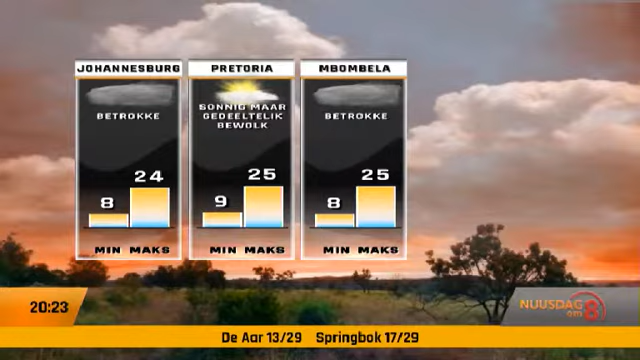 JOHANNESBURG
BETROKKE
8 24
MIN MAKS
PRETORIA
SONNIG MAAR
GEDEELTELIK
BEWOLK
9 25
MIN MAKS
MBOMBELA
BETROKKE
8 25
MIN MAKS
20:23
NUUSDAG
om 8
De Aar 13/29 Springbok 17/29